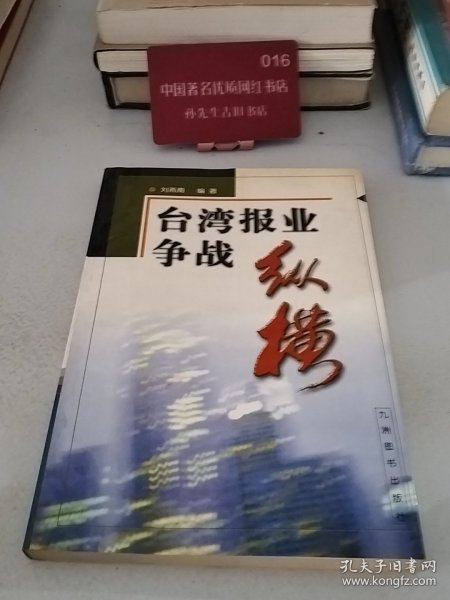 016
中国著名优质网红书店
孙先生古旧书店
刘燕南 编著
台湾报业
争战
纵横
九洲图书出版社
孔夫子旧书网
www.kongfz.com